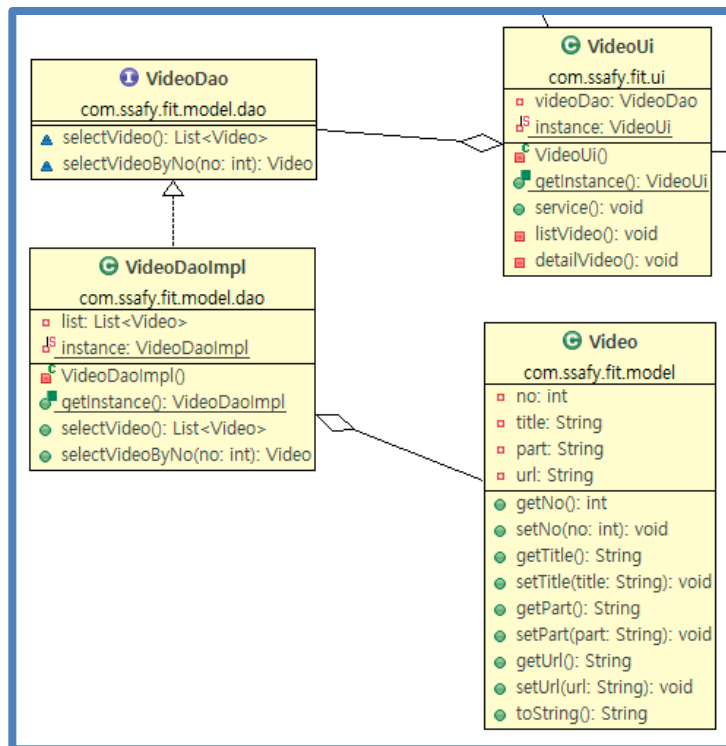 VideoDao
com.ssafy.fit.model.dao
selectVideo(): List<Video>
selectVideoByNo(no: int): Video
VideoUi
com.ssafy.fit.ui
videoDao: VideoDao
instance: VideoUi
VideoUi()
getInstance(): VideoUi
service(): void
listVideo(): void
detailVideo(): void
VideoDaoImpl
com.ssafy.fit.model.dao
list: List<Video>
instance: VideoDaoImpl
VideoDaoImpl()
getInstance(): VideoDaoImpl
selectVideo(): List<Video>
selectVideoByNo(no: int): Video
Video
com.ssafy.fit.model
no: int
title: String
part: String
url: String
getNo(): int
setNo(no: int): void
getTitle(): String
setTitle(title: String): void
getPart(): String
setPart(part: String): void
getUrl(): String
setUrl(url: String): void
toString(): String